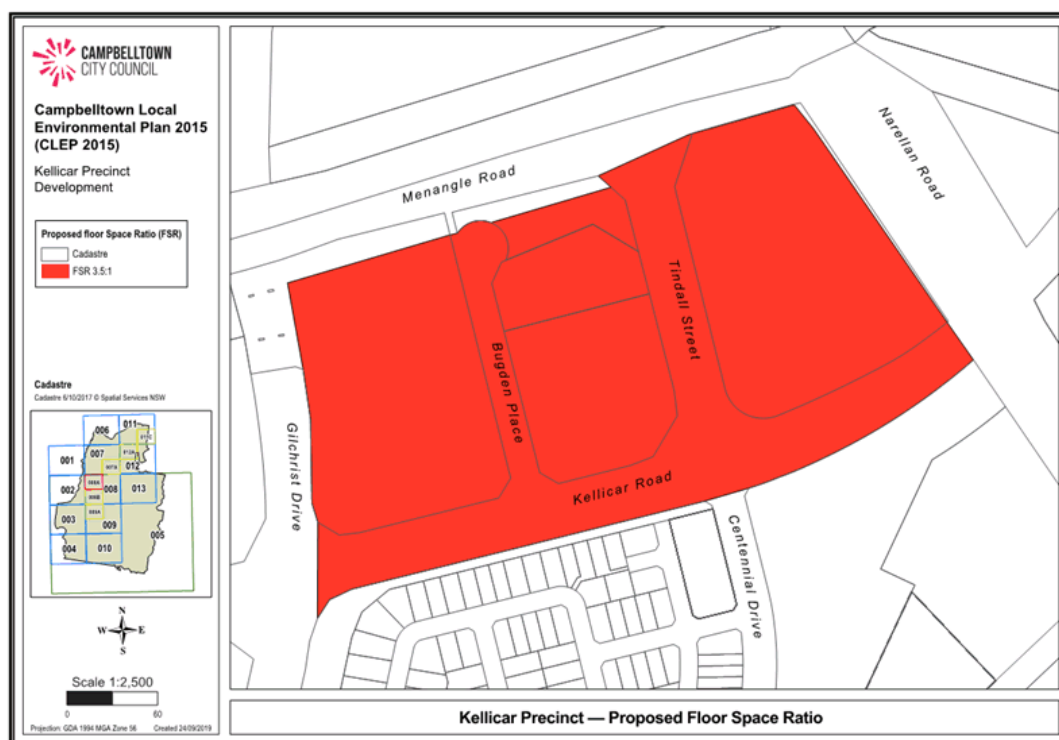 CAMPBELLTOWN
CITY COUNCIL
Campbelltown Local
Environmental Plan 2015
(CLEP 2015)
Kellicar Precinct
Development
Proposed floor Space Ratio (FSR)
Cadastre
FSR 3.5:1
Cadastre
Cadastre 6/10/2017 © Spatial Services NSW
006
011
001
007
012
002
008
013
003
009
005
004
010
N
W
E
S
Scale 1:2,500
0
60
Projection: GDA 1994 MGA Zone 56
Created 24/09/2019
Menangle Road
Narellan Road
Tindall Street
Bugden Place
Gilchrist Drive
Kellicar Road
Centennial Drive
Kellicar Precinct — Proposed Floor Space Ratio